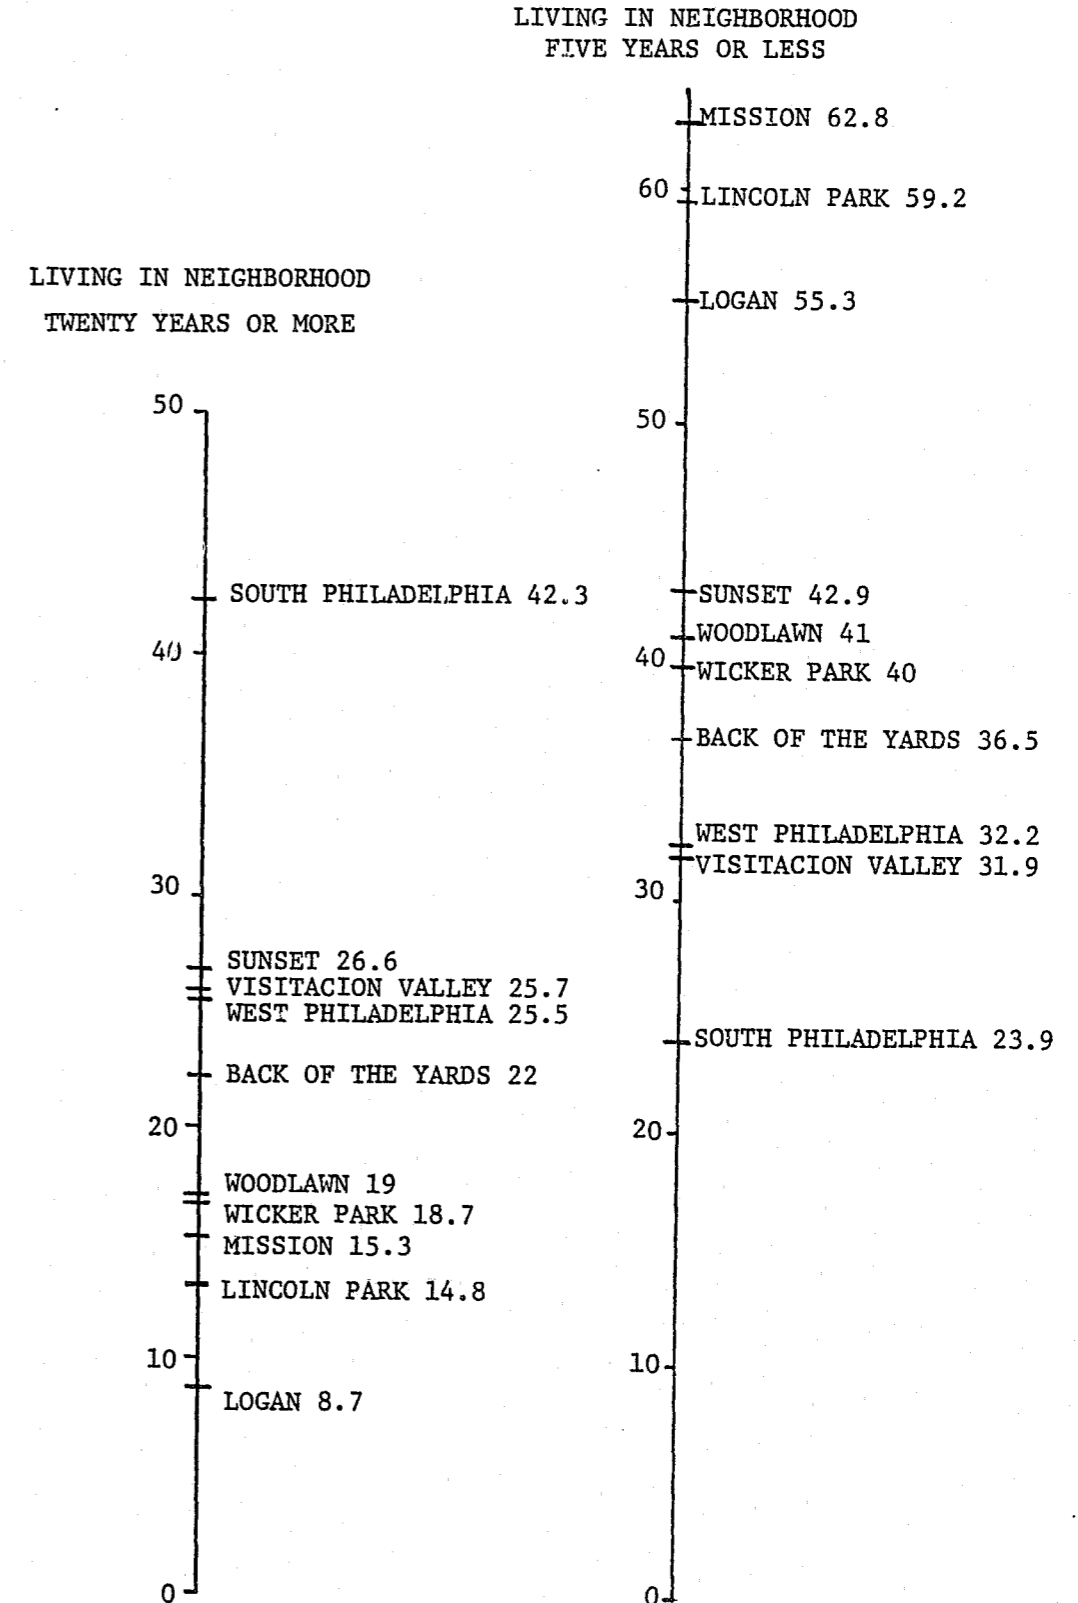 LIVING IN NEIGHBORHOOD
FIVE YEARS OR LESS
MISSION 62.8
60
LINCOLN PARK 59.2
LOGAN 55.3
50
SUNSET 42.9
WOODLAWN 41
40
WICKER PARK 40
BACK OF THE YARDS 36.5
WEST PHILADELPHIA 32.2
VISITACION VALLEY 31.9
30
SOUTH PHILADELPHIA 23.9
20
10
0
LIVING IN NEIGHBORHOOD
TWENTY YEARS OR MORE
50
SOUTH PHILADELPHIA 42.3
40
30
SUNSET 26.6
VISITACION VALLEY 25.7
WEST PHILADELPHIA 25.5
BACK OF THE YARDS 22
20
WOODLAWN 19
WICKER PARK 18.7
MISSION 15.3
LINCOLN PARK 14.8
10
LOGAN 8.7
0